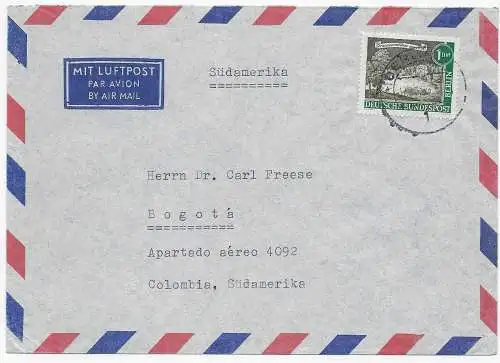 MIT LUFTPOST
PAR AVION
BY AIR MAIL
Südamerika
1 DM
DEUTSCHE BUNDESPOST
BERLIN
Herrn Dr. Carl Freese
B o g o t á
Apartado aéreo 4092
Colombia, Südamerika